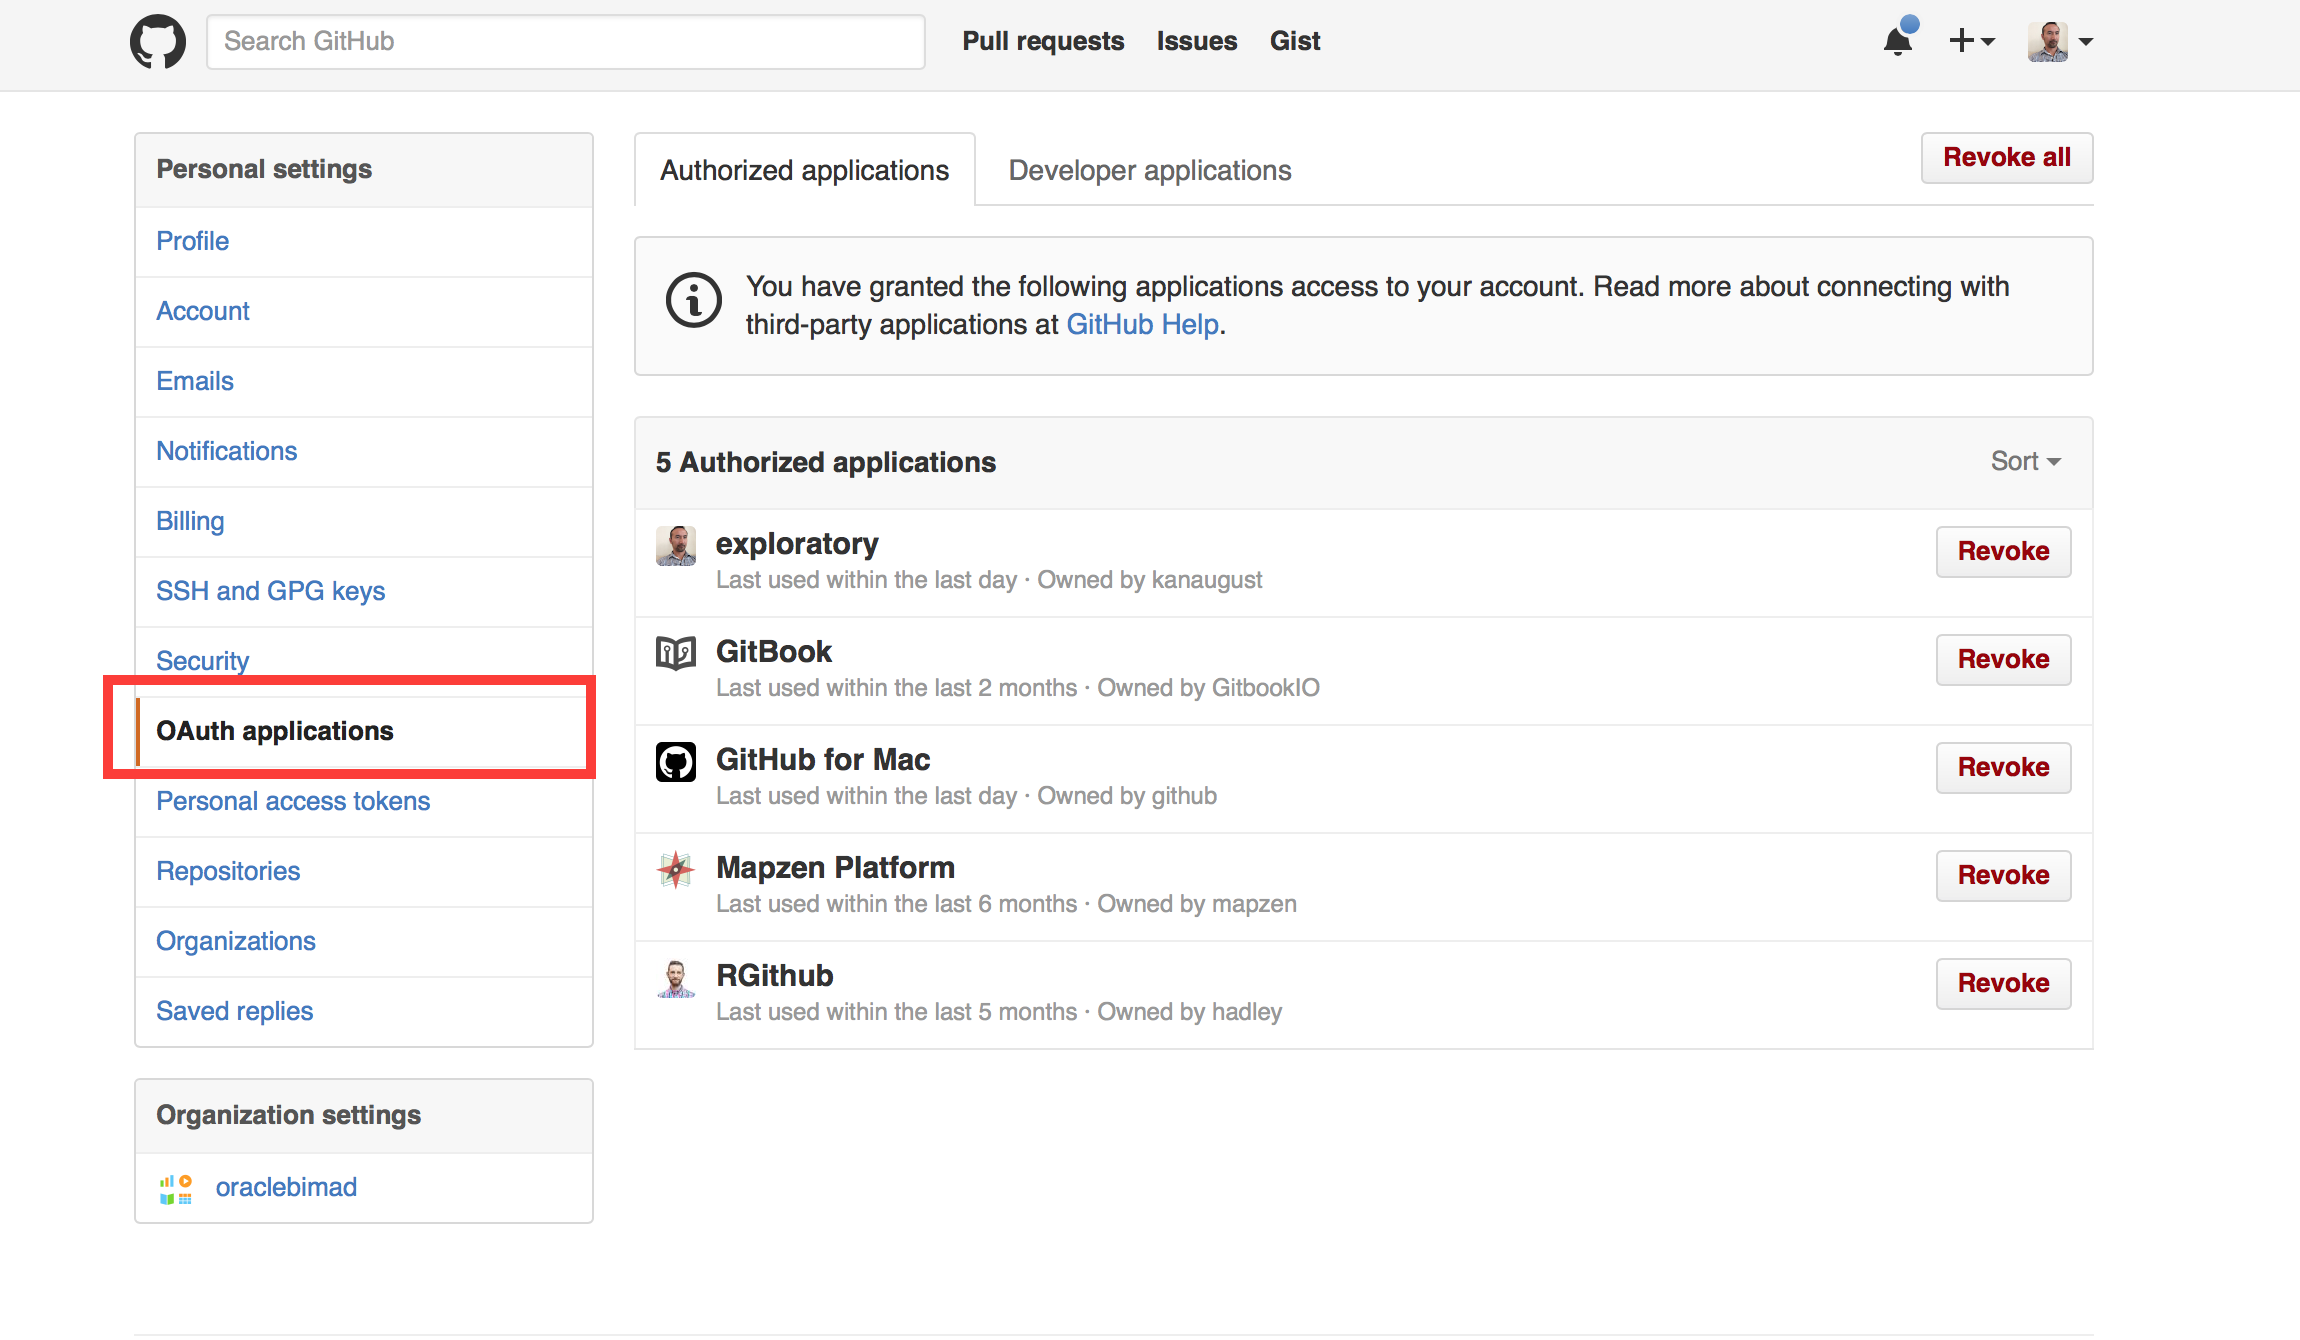 Search GitHub
Pull requests
Issues
Gist
Personal settings
Profile
Account
Emails
Notifications
Billing
SSH and GPG keys
Security
OAuth applications
Personal access tokens
Repositories
Organizations
Saved replies
Organization settings
oraclebimad
Authorized applications
Developer applications
Revoke all
You have granted the following applications access to your account. Read more about connecting with
third-party applications at GitHub Help.
5 Authorized applications
Sort
exploratory
Last used within the last day · Owned by kanaugust
Revoke
GitBook
Last used within the last 2 months · Owned by GitbookIO
Revoke
GitHub for Mac
Last used within the last day · Owned by github
Revoke
Mapzen Platform
Last used within the last 6 months · Owned by mapzen
Revoke
RGithub
Last used within the last 5 months · Owned by hadley
Revoke